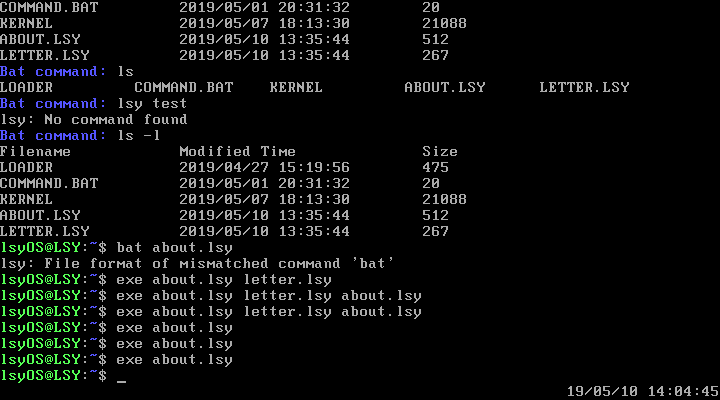 COMMAND.BAT 2019/05/01 20:31:32 20
KERNEL 2019/05/07 18:13:30 21088
ABOUT.LSY 2019/05/10 13:35:44 512
LETTER.LSY 2019/05/10 13:35:44 267
Bat command: ls
LOADER COMMAND.BAT KERNEL ABOUT.LSY LETTER.LSY
Bat command: lsy test
lsy: No command found
Bat command: ls -l
Filename Modified Time Size
LOADER 2019/04/27 15:19:56 475
COMMAND.BAT 2019/05/01 20:31:32 20
KERNEL 2019/05/07 18:13:30 21088
ABOUT.LSY 2019/05/10 13:35:44 512
LETTER.LSY 2019/05/10 13:35:44 267
lsyOS@LSY:~$ bat about.lsy
lsy: File format of mismatched command 'bat'
lsyOS@LSY:~$ exe about.lsy letter.lsy
lsyOS@LSY:~$ exe about.lsy letter.lsy about.lsy
lsyOS@LSY:~$ exe about.lsy letter.lsy about.lsy
lsyOS@LSY:~$ exe about.lsy
lsyOS@LSY:~$ exe about.lsy
lsyOS@LSY:~$ exe about.lsy
lsyOS@LSY:~$ _
19/05/10 14:04:45